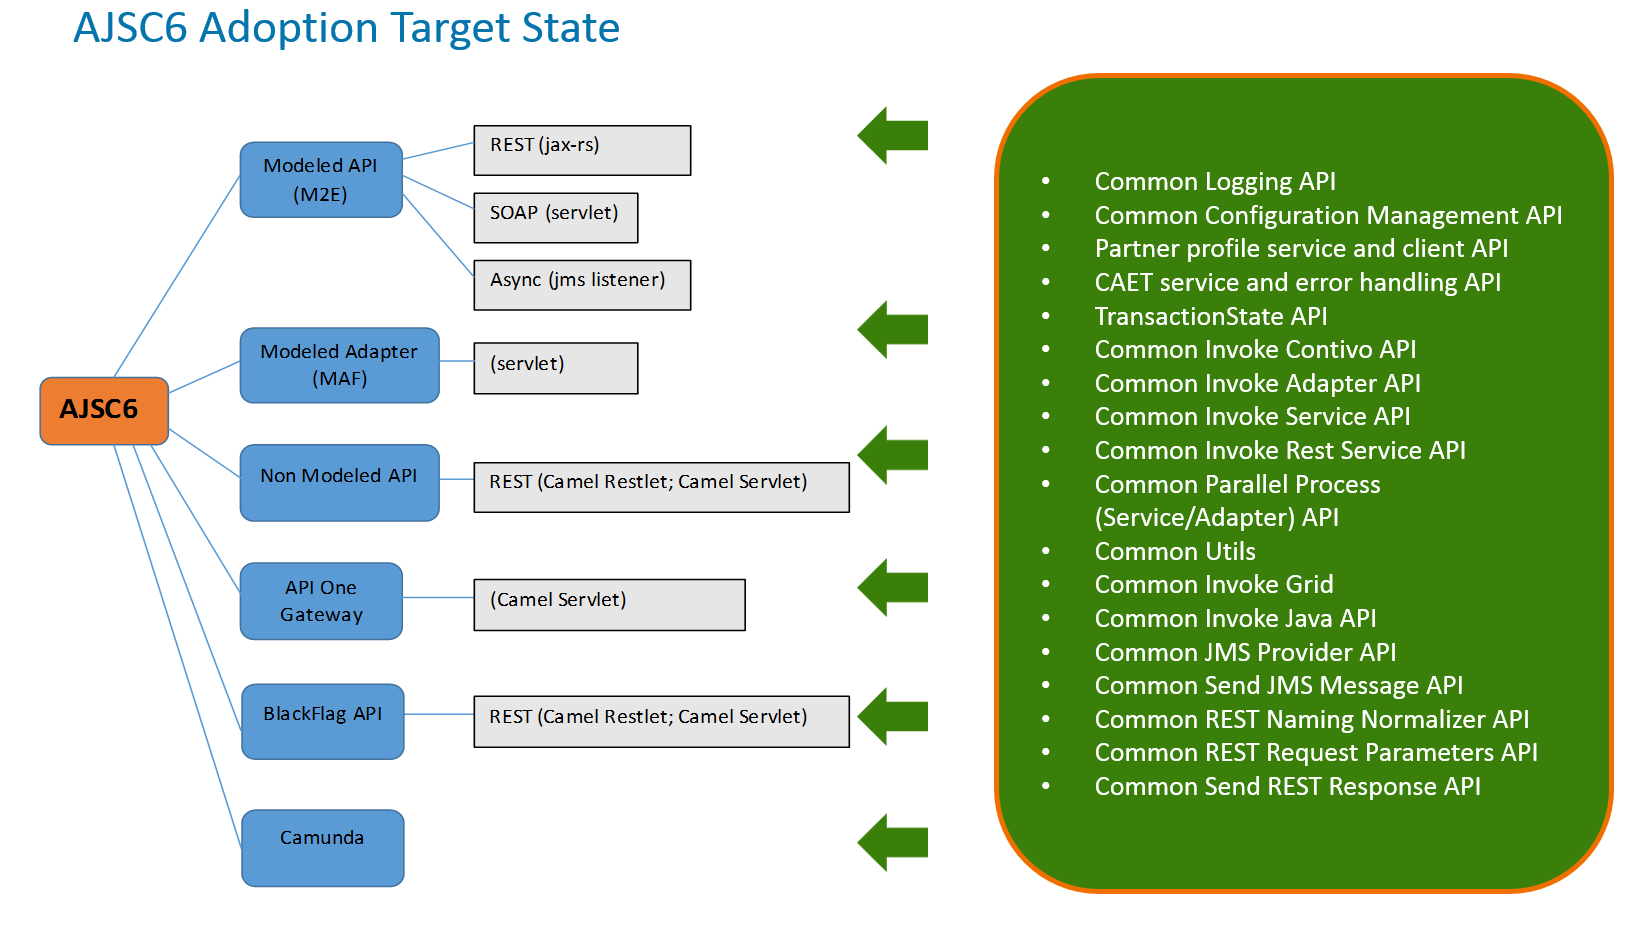 AJSC6 Adoption Target State
AJSC6
Modeled API
(M2E)
REST (jax-rs)
SOAP (servlet)
Async (jms listener)
Modeled Adapter
(MAF)
(servlet)
Non Modeled API
REST (Camel Restlet; Camel Servlet)
API One
Gateway
(Camel Servlet)
BlackFlag API
REST (Camel Restlet; Camel Servlet)
Camunda
• Common Logging API
• Common Configuration Management API
• Partner profile service and client API
• CAET service and error handling API
• TransactionState API
• Common Invoke Contivo API
• Common Invoke Adapter API
• Common Invoke Service API
• Common Invoke Rest Service API
• Common Parallel Process
(Service/Adapter) API
• Common Utils
• Common Invoke Grid
• Common Invoke Java API
• Common JMS Provider API
• Common Send JMS Message API
• Common REST Naming Normalizer API
• Common REST Request Parameters API
• Common Send REST Response API